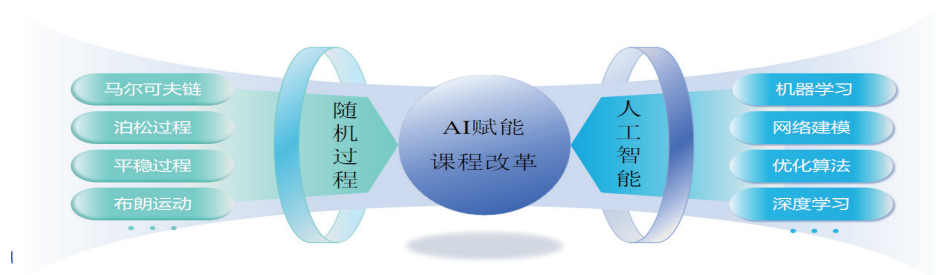 马尔可夫链
泊松过程
平稳过程
布朗运动
随机过程
AI赋能
课程改革
人工智能
机器学习
网络建模
优化算法
深度学习